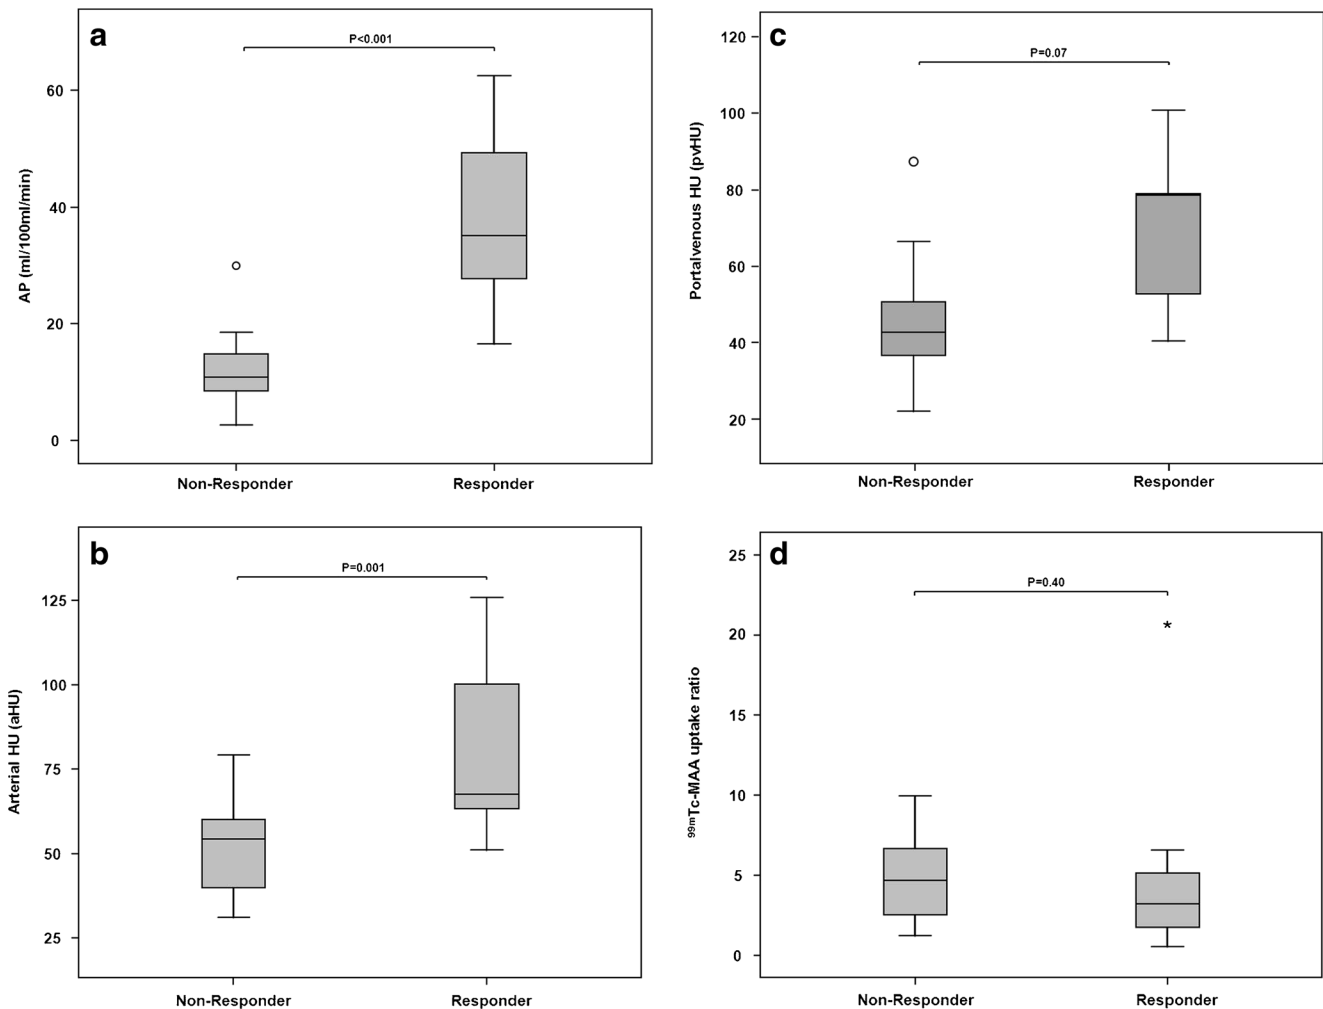 a
P<0.001
AP (ml/100ml/min)
60
40
20
0
Non-Responder Responder
c
P=0.07
Portalvenous HU (pvHU)
120
100
80
60
40
20
Non-Responder Responder
b
P=0.001
Arterial HU (aHU)
125
100
75
50
25
Non-Responder Responder
d
P=0.40
*
99mTc-MAA uptake ratio
25
20
15
10
5
0
Non-Responder Responder